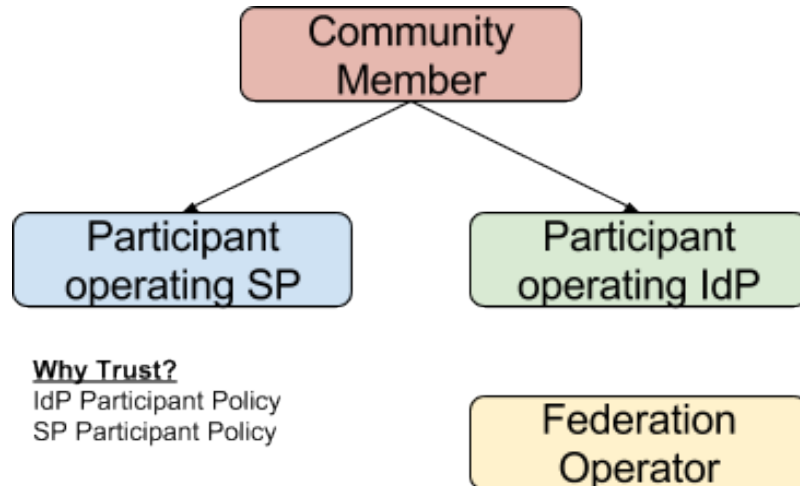 Community
Member
Participant
operating SP
Participant
operating IdP
Why Trust?
IdP Participant Policy
SP Participant Policy
Federation
Operator